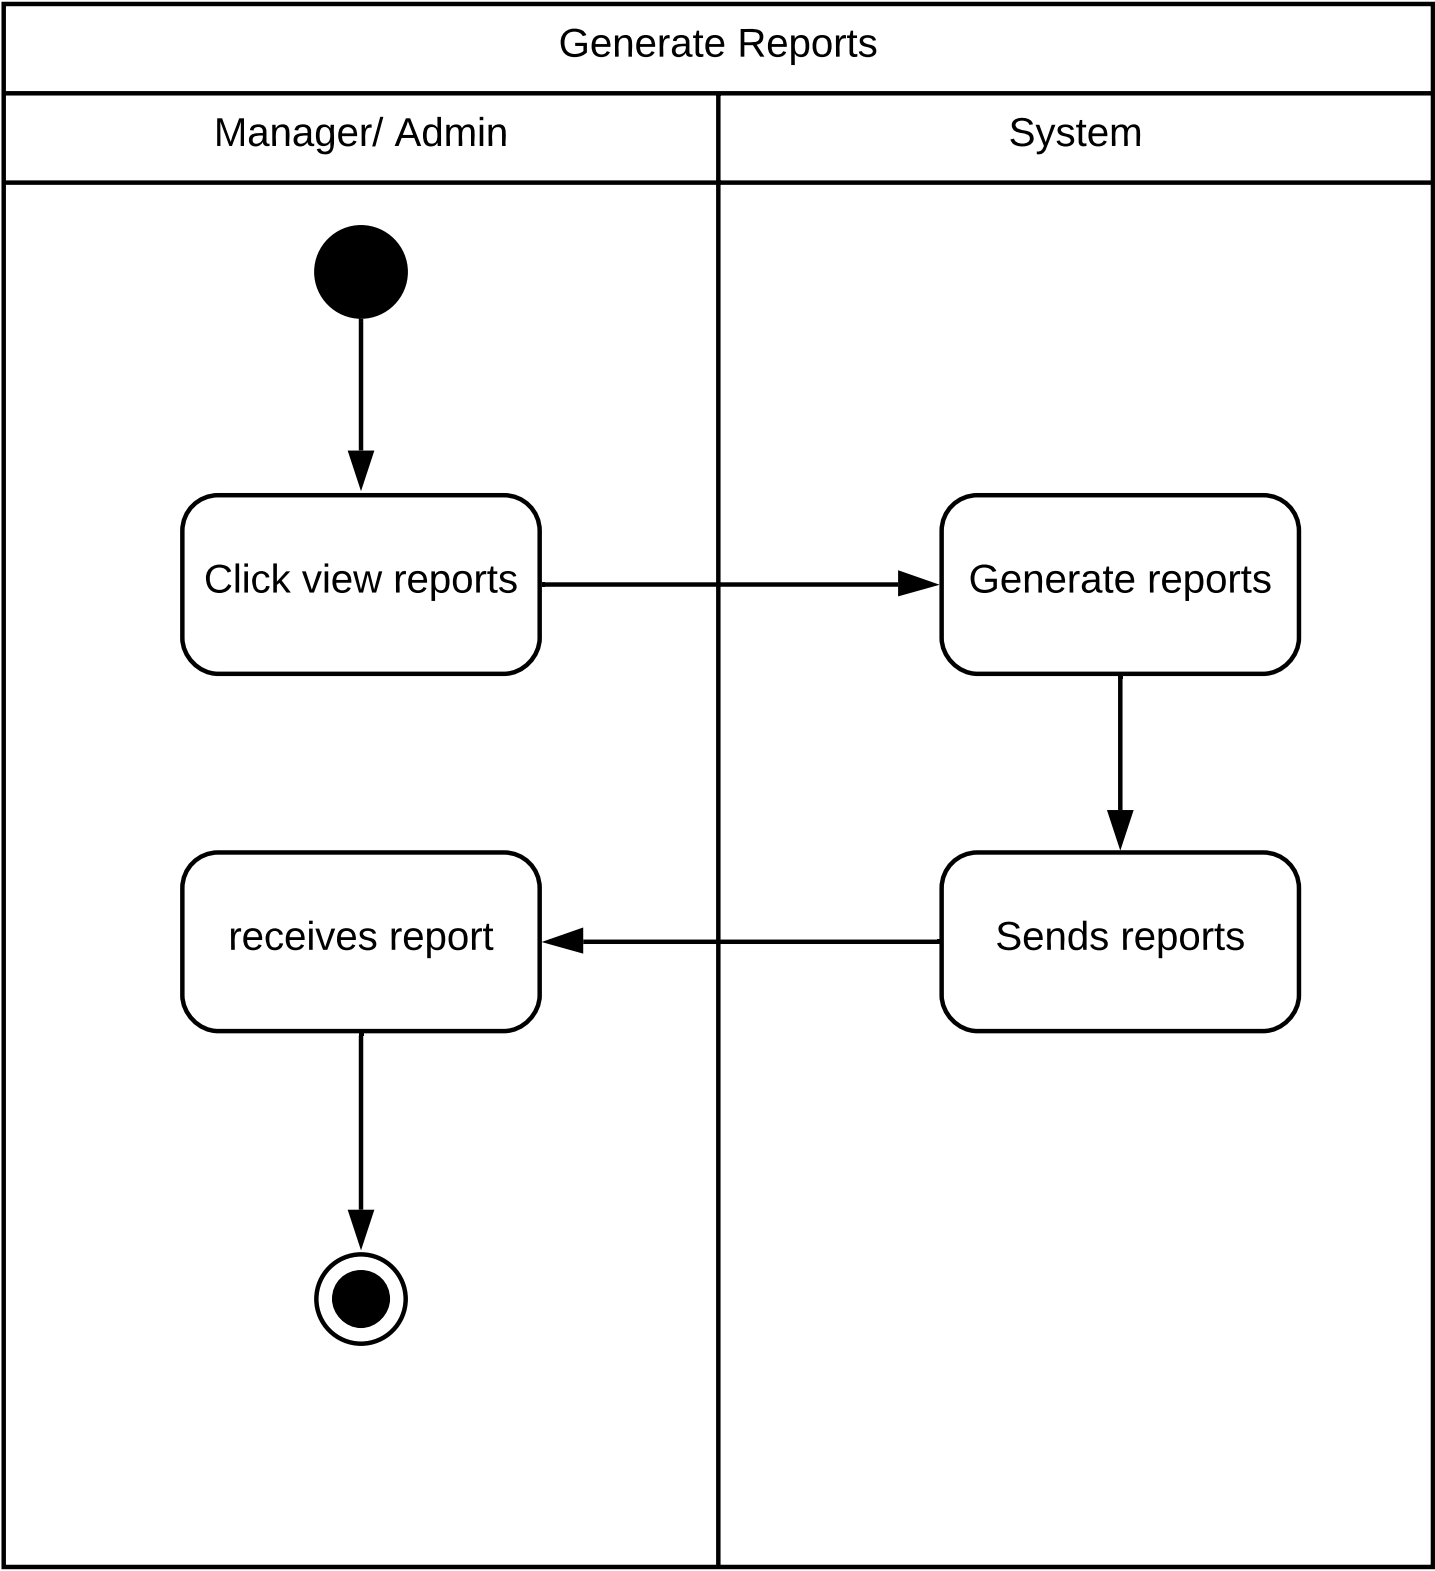 Generate Reports
Manager/ Admin
System
Click view reports
Generate reports
receives report
Sends reports